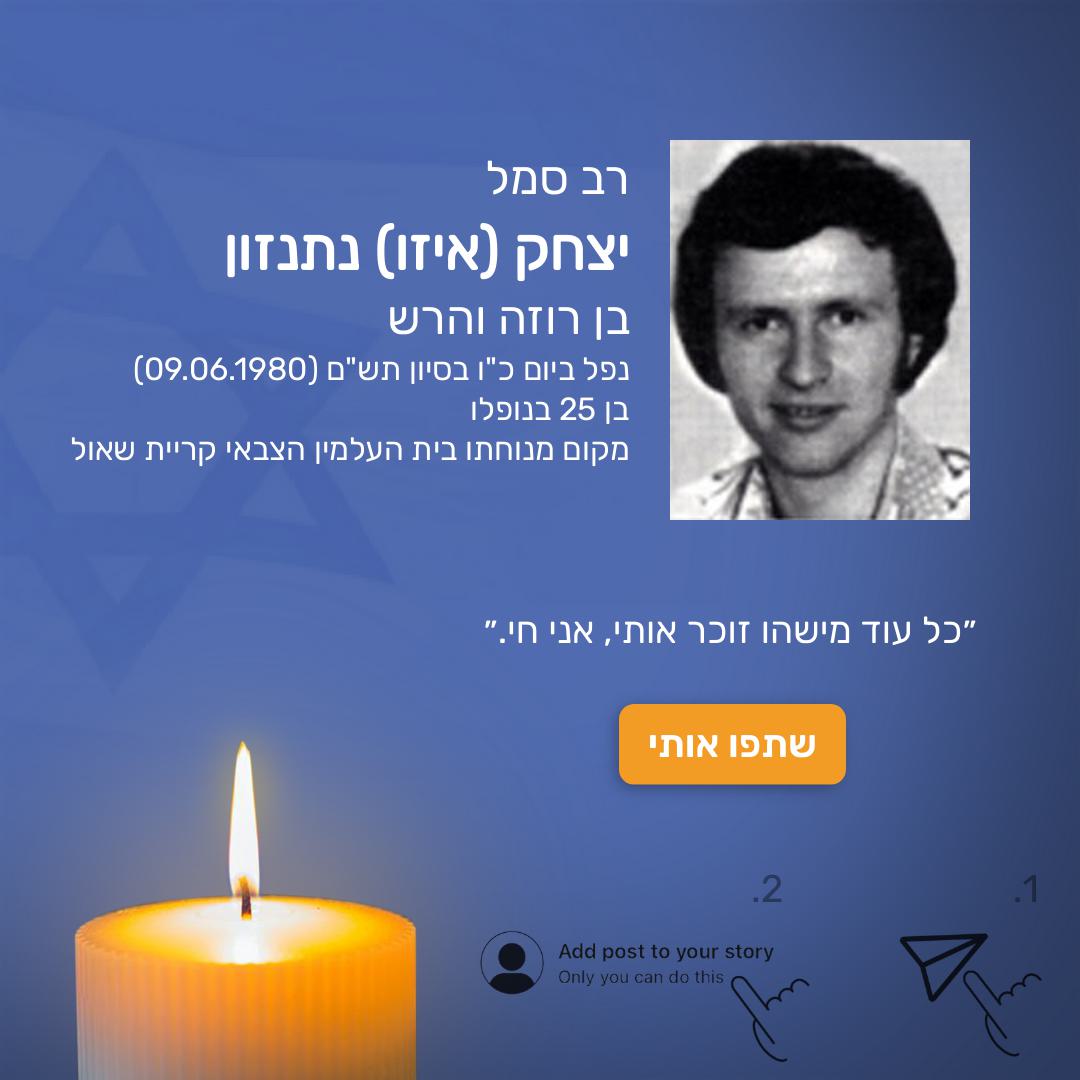 רב סמל
יצחק (איזו) נתנזון
בן רוזה והרש
נפל ביום כ"ו בסיון תש"ם (09.06.1980)
בן 25 בנופלו
מקום מנוחתו בית העלמין הצבאי קריית שאול
״כל עוד מישהו זוכר אותי, אני חי.״
שתפו אותי
.1
.2
Add post to your story
Only you can do this